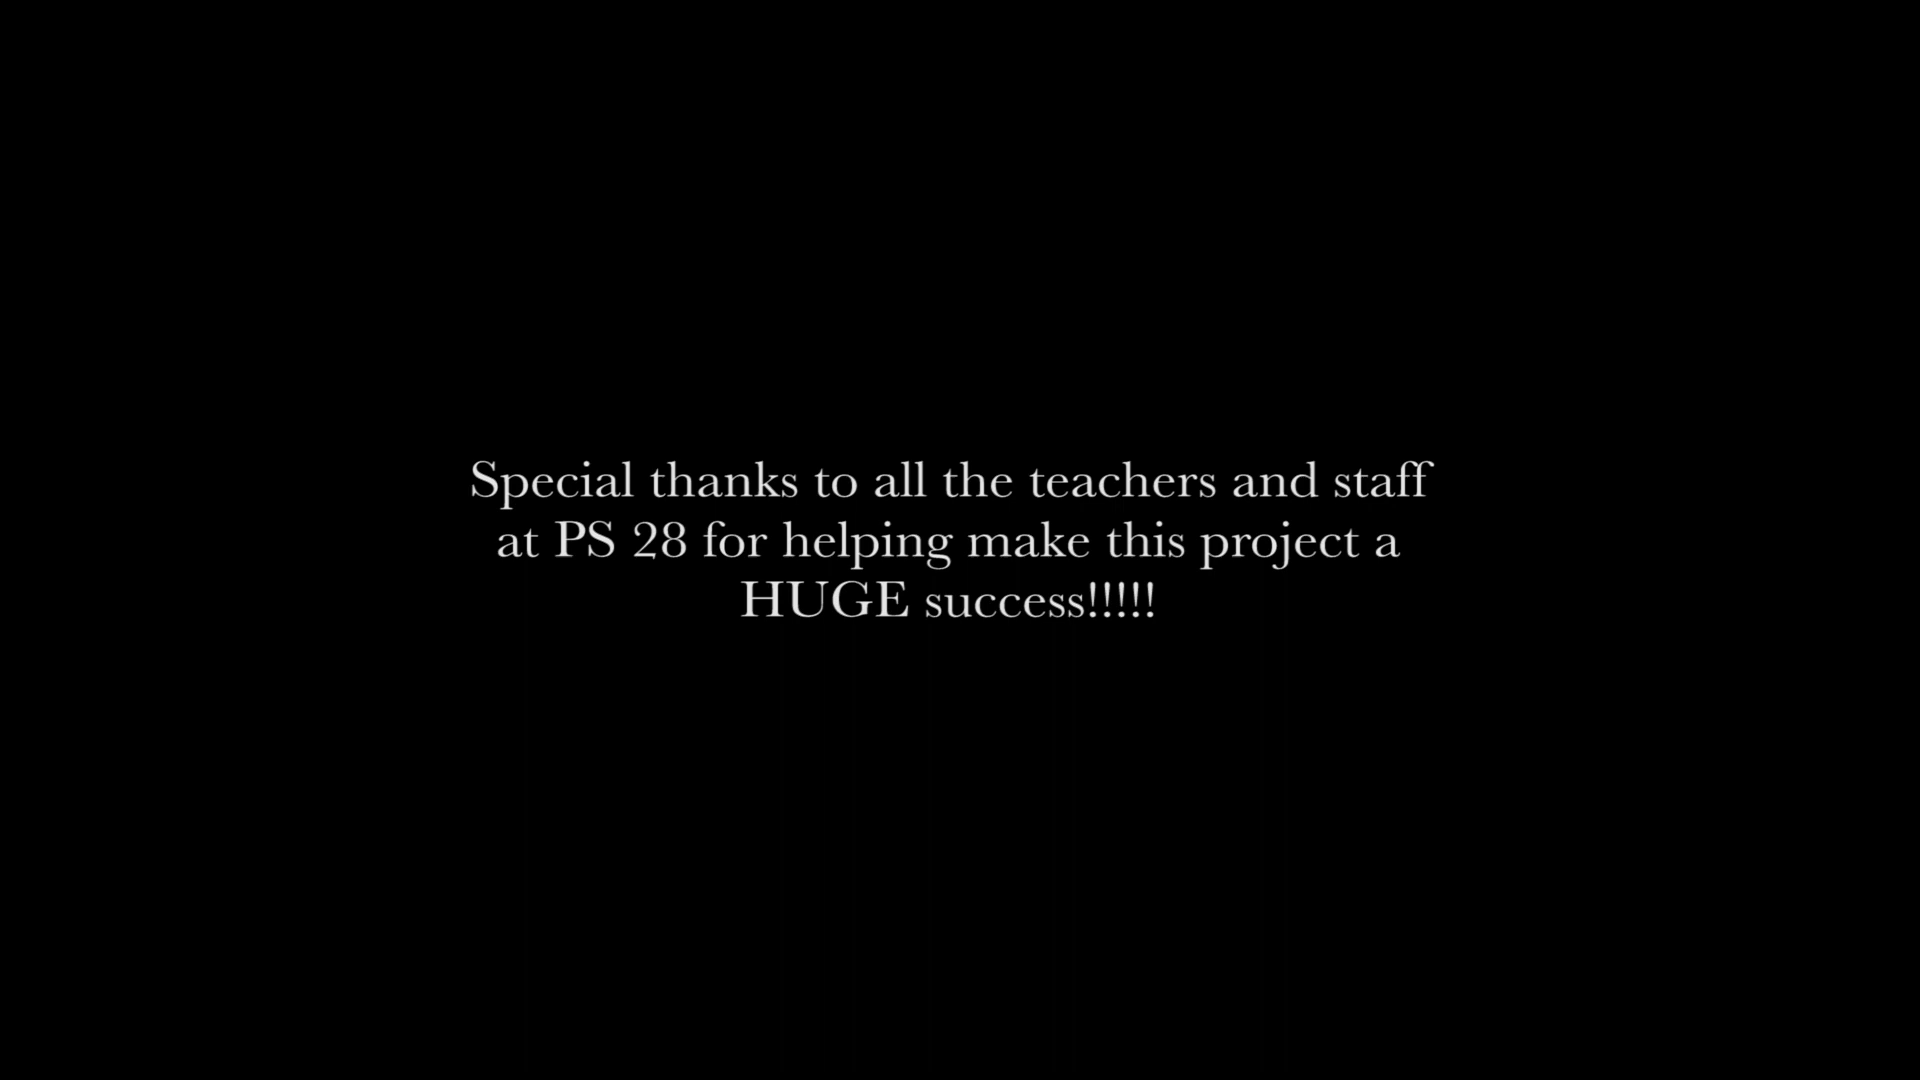 Special thanks to all the teachers and staff
at PS 28 for helping make this project a
HUGE success!!!!!